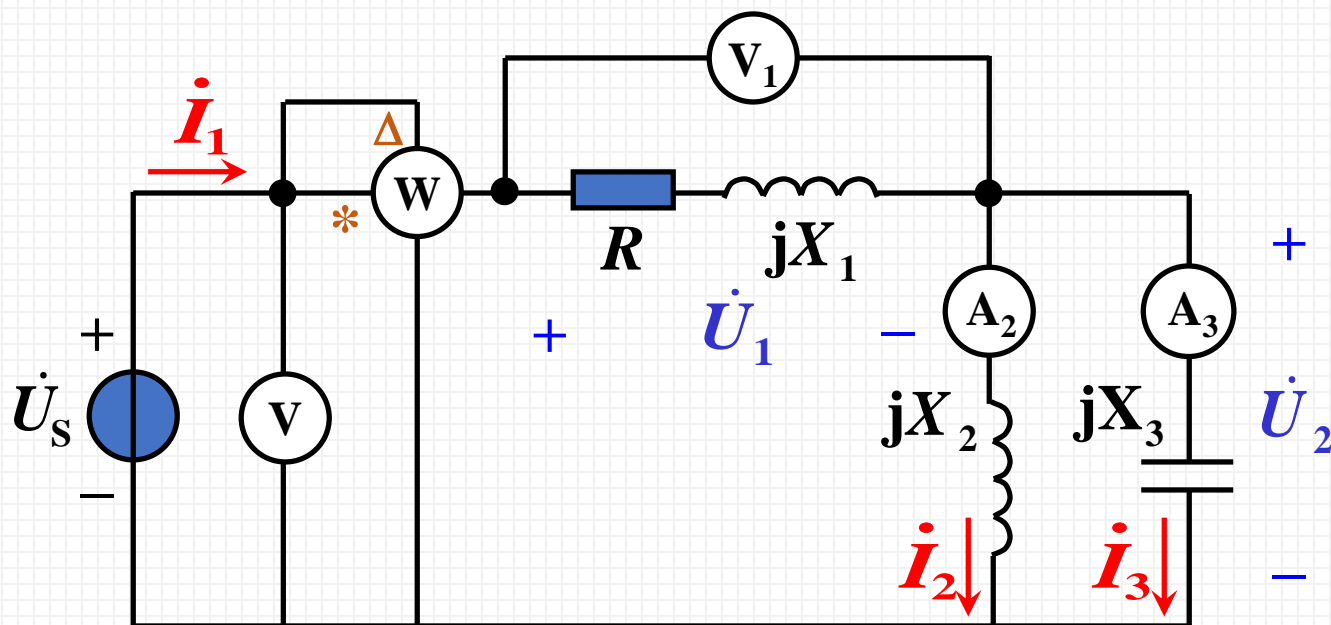 V₁
İ₁
Δ
W
*
R
jX₁
+
U̇₁
−
A₂
A₃
+
+
U̇S
−
V
jX₂
jX₃
U̇₂
İ₂
İ₃
−